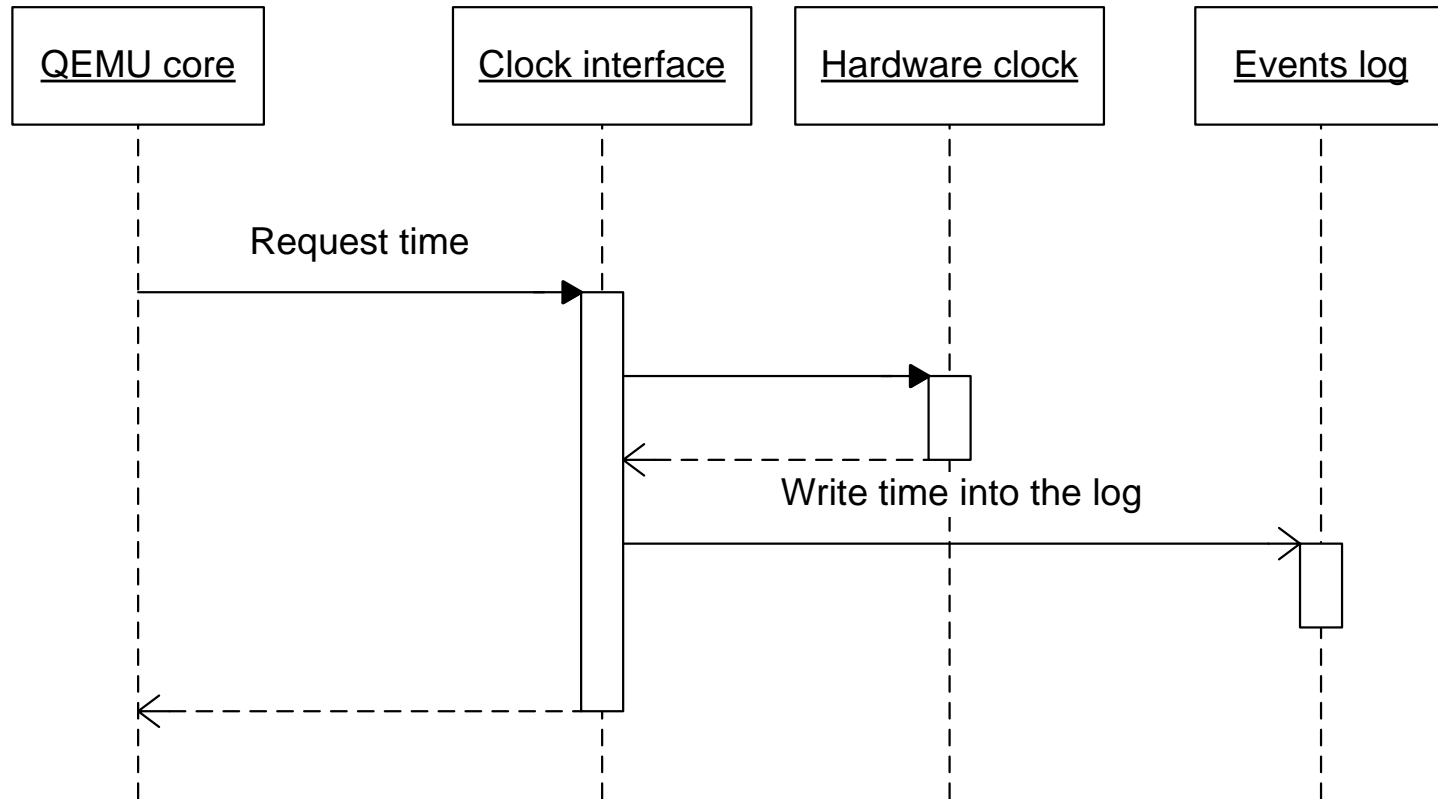 QEMU core
Clock interface
Hardware clock
Events log
Request time
Write time into the log